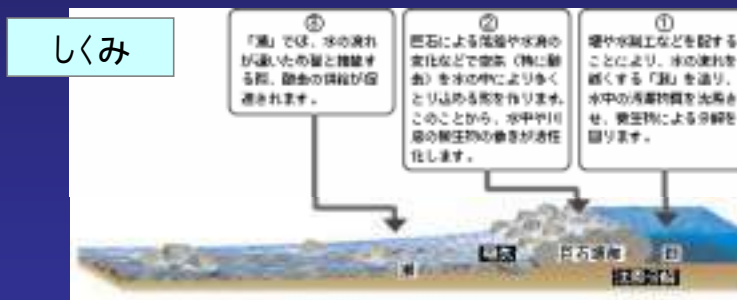 しくみ
③
「瀬」では、水の流れ
が速いため礫と接触す
る際、酸素の供給が促
進されます。
②
巨石による落差や水深の
変化などで空気（特に酸
素）を水の中により多く
とり込める形を作ります。
このことから、水中や川
底の微生物の働きが活性
化します。
①
堰や水制工などを配する
ことにより、水の流れを
緩くする「淵」を造り、
水中の汚濁物質を沈殿さ
せ、微生物による分解を
図ります。
巨石
瀬